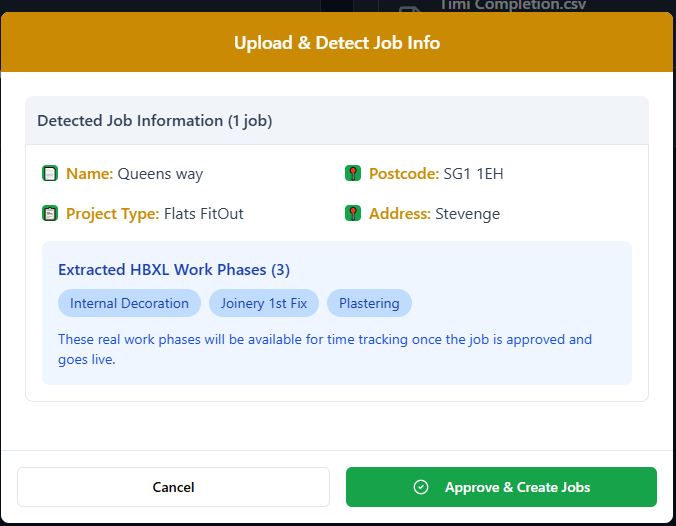 Timi Completion.csv
Upload & Detect Job Info
Detected Job Information (1 job)
Name: Queens way
Postcode: SG1 1EH
Project Type: Flats FitOut
Address: Stevenge
Extracted HBXL Work Phases (3)
Internal Decoration
Joinery 1st Fix
Plastering
These real work phases will be available for time tracking once the job is approved and
goes live.
Cancel
Approve & Create Jobs